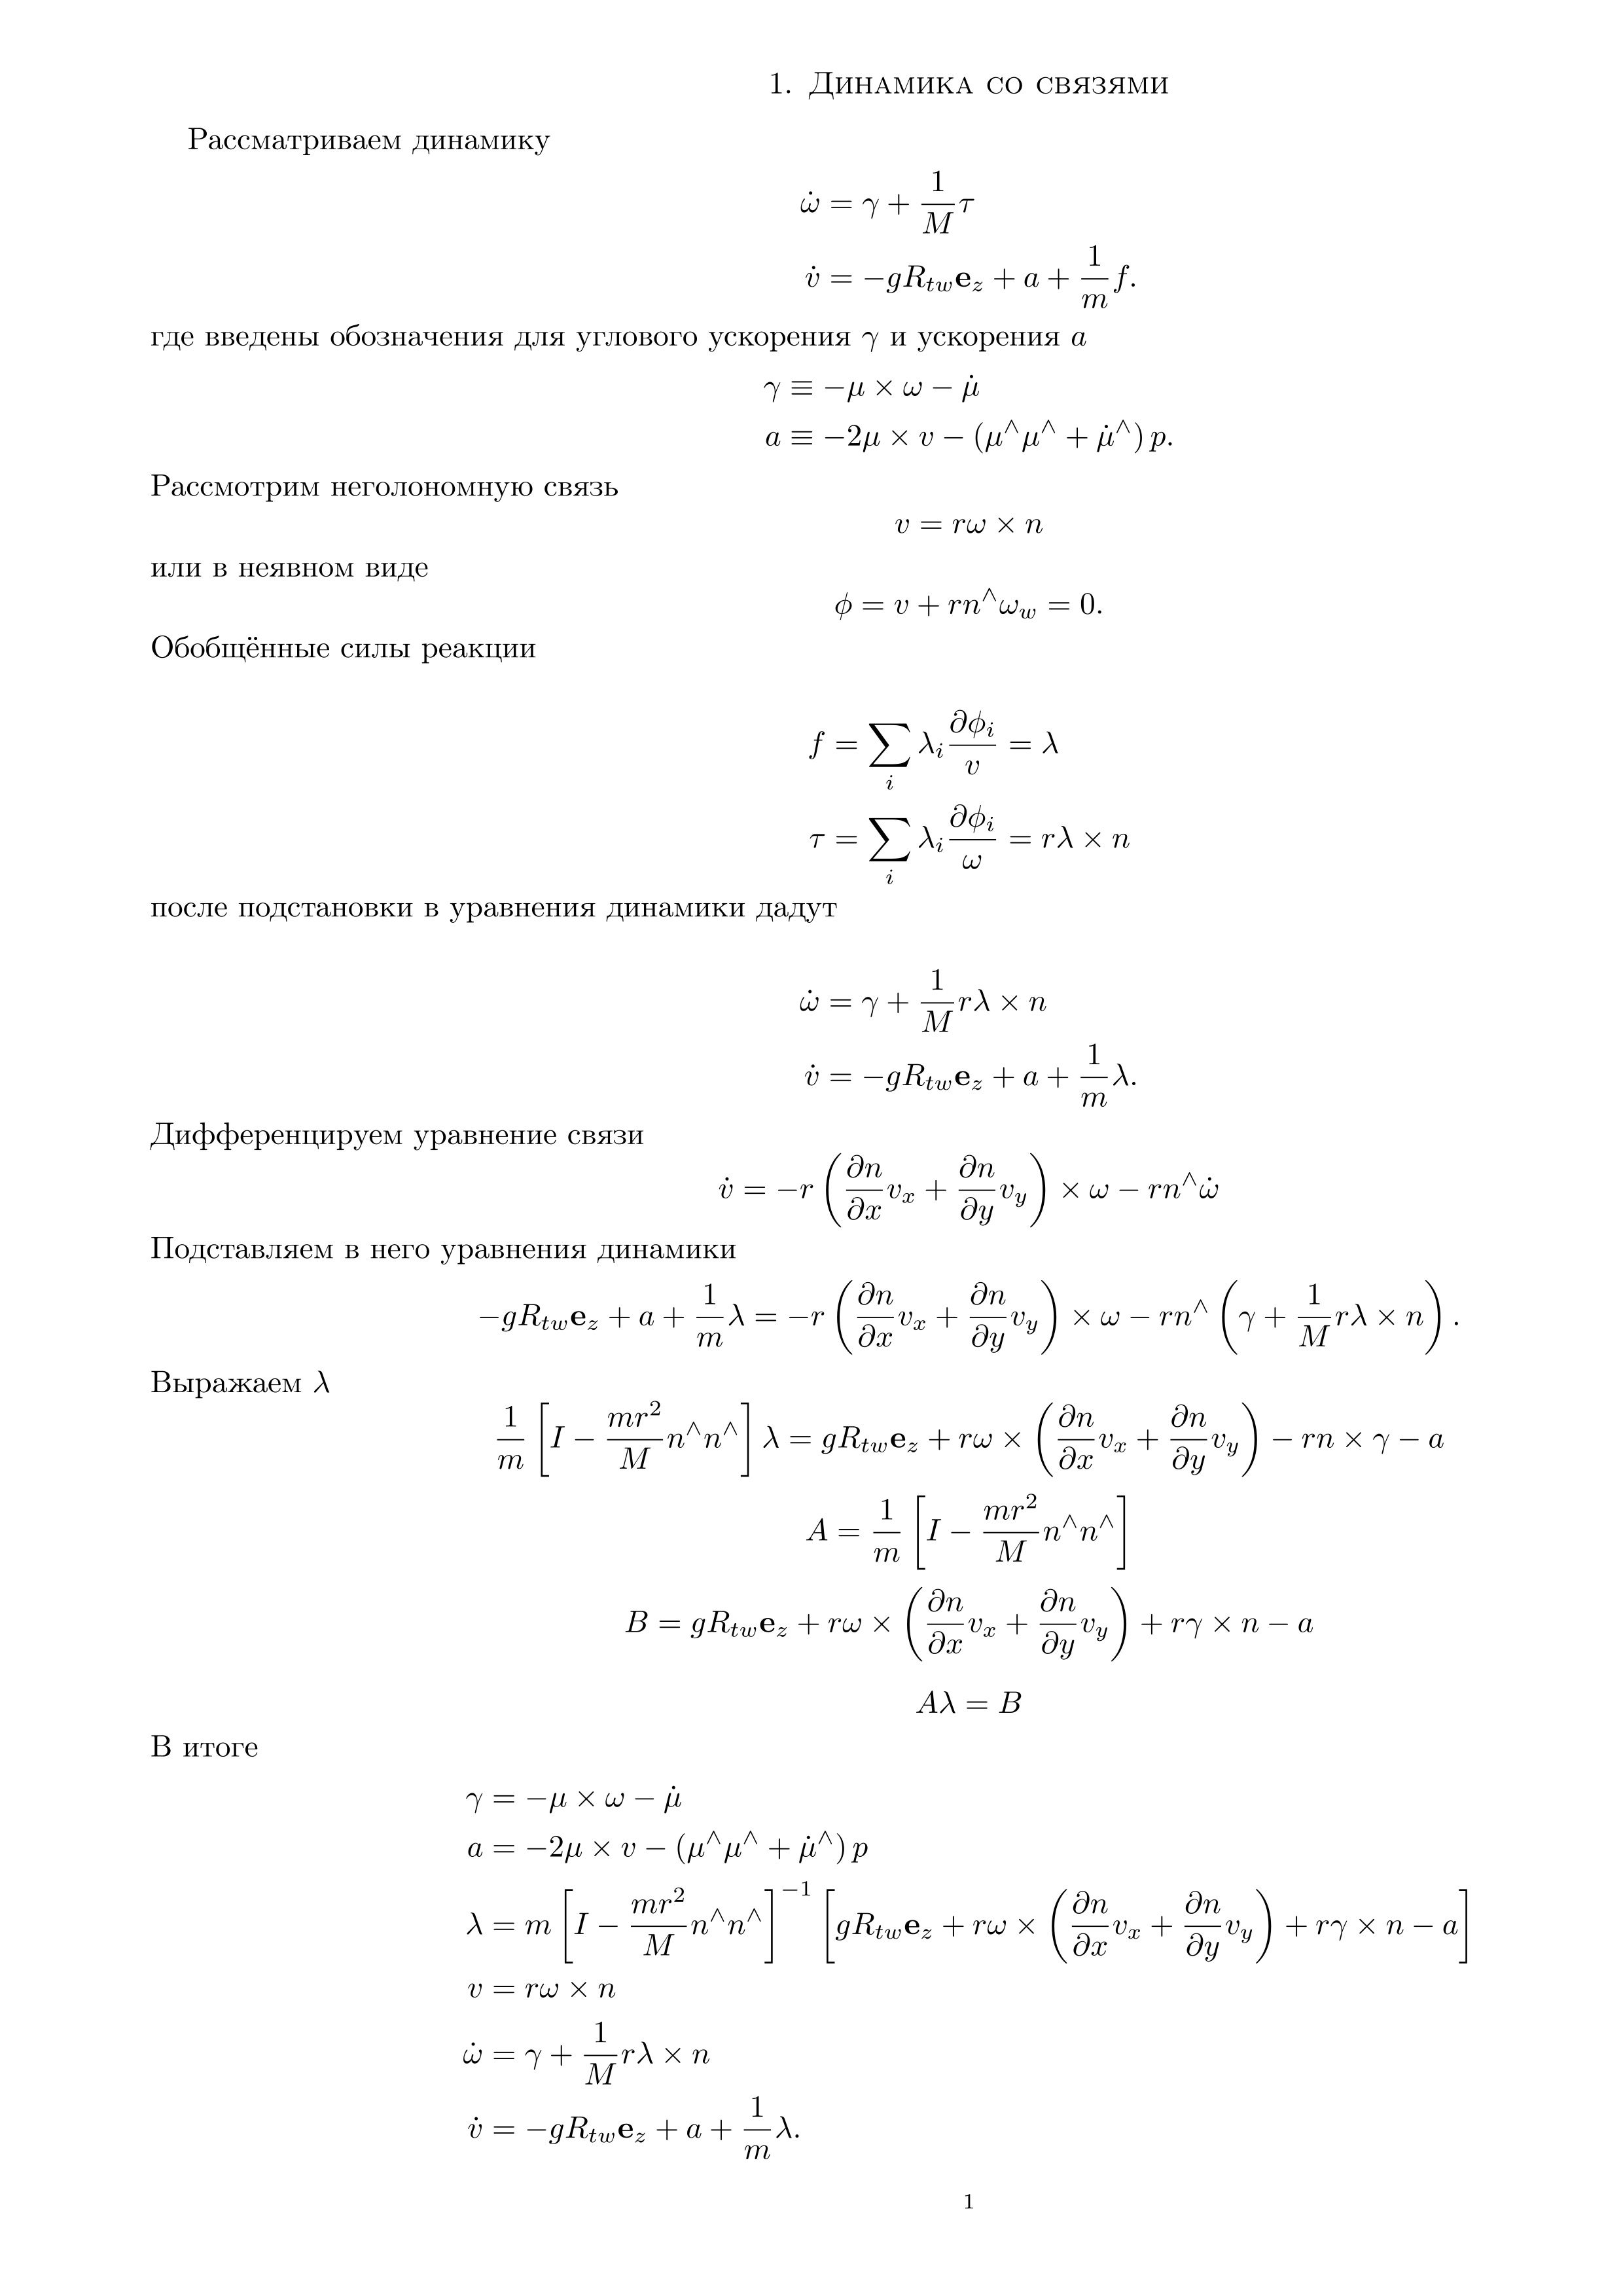 1. Динамика со связями
Рассматриваем динамику
$\dot{\omega} = \gamma + \frac{1}{M}\tau$
$\dot{v} = -gR_{tw}\mathbf{e}_z + a + \frac{1}{m}f.$
где введены обозначения для углового ускорения $\gamma$ и ускорения $a$
$\gamma \equiv -\mu \times \omega - \dot{\mu}$
$a \equiv -2\mu \times v - (\mu^\wedge\mu^\wedge + \dot{\mu}^\wedge)\,p.$
Рассмотрим неголономную связь
$v = r\omega \times n$
или в неявном виде
$\phi = v + rn^\wedge\omega_w = 0.$
Обобщённые силы реакции
$f = \sum_i \lambda_i \frac{\partial\phi_i}{v} = \lambda$
$\tau = \sum_i \lambda_i \frac{\partial\phi_i}{\omega} = r\lambda \times n$
после подстановки в уравнения динамики дадут
$\dot{\omega} = \gamma + \frac{1}{M}r\lambda \times n$
$\dot{v} = -gR_{tw}\mathbf{e}_z + a + \frac{1}{m}\lambda.$
Дифференцируем уравнение связи
$\dot{v} = -r\left(\frac{\partial n}{\partial x}v_x + \frac{\partial n}{\partial y}v_y\right) \times \omega - rn^\wedge\dot{\omega}$
Подставляем в него уравнения динамики
$-gR_{tw}\mathbf{e}_z + a + \frac{1}{m}\lambda = -r\left(\frac{\partial n}{\partial x}v_x + \frac{\partial n}{\partial y}v_y\right) \times \omega - rn^\wedge\left(\gamma + \frac{1}{M}r\lambda \times n\right).$
Выражаем $\lambda$
$\frac{1}{m}\left[I - \frac{mr^2}{M}n^\wedge n^\wedge\right]\lambda = gR_{tw}\mathbf{e}_z + r\omega \times \left(\frac{\partial n}{\partial x}v_x + \frac{\partial n}{\partial y}v_y\right) - rn \times \gamma - a$
$A = \frac{1}{m}\left[I - \frac{mr^2}{M}n^\wedge n^\wedge\right]$
$B = gR_{tw}\mathbf{e}_z + r\omega \times \left(\frac{\partial n}{\partial x}v_x + \frac{\partial n}{\partial y}v_y\right) + r\gamma \times n - a$
$A\lambda = B$
В итоге
$\gamma = -\mu \times \omega - \dot{\mu}$
$a = -2\mu \times v - (\mu^\wedge\mu^\wedge + \dot{\mu}^\wedge)\,p$
$\lambda = m\left[I - \frac{mr^2}{M}n^\wedge n^\wedge\right]^{-1}\left[gR_{tw}\mathbf{e}_z + r\omega \times \left(\frac{\partial n}{\partial x}v_x + \frac{\partial n}{\partial y}v_y\right) + r\gamma \times n - a\right]$
$v = r\omega \times n$
$\dot{\omega} = \gamma + \frac{1}{M}r\lambda \times n$
$\dot{v} = -gR_{tw}\mathbf{e}_z + a + \frac{1}{m}\lambda.$
1